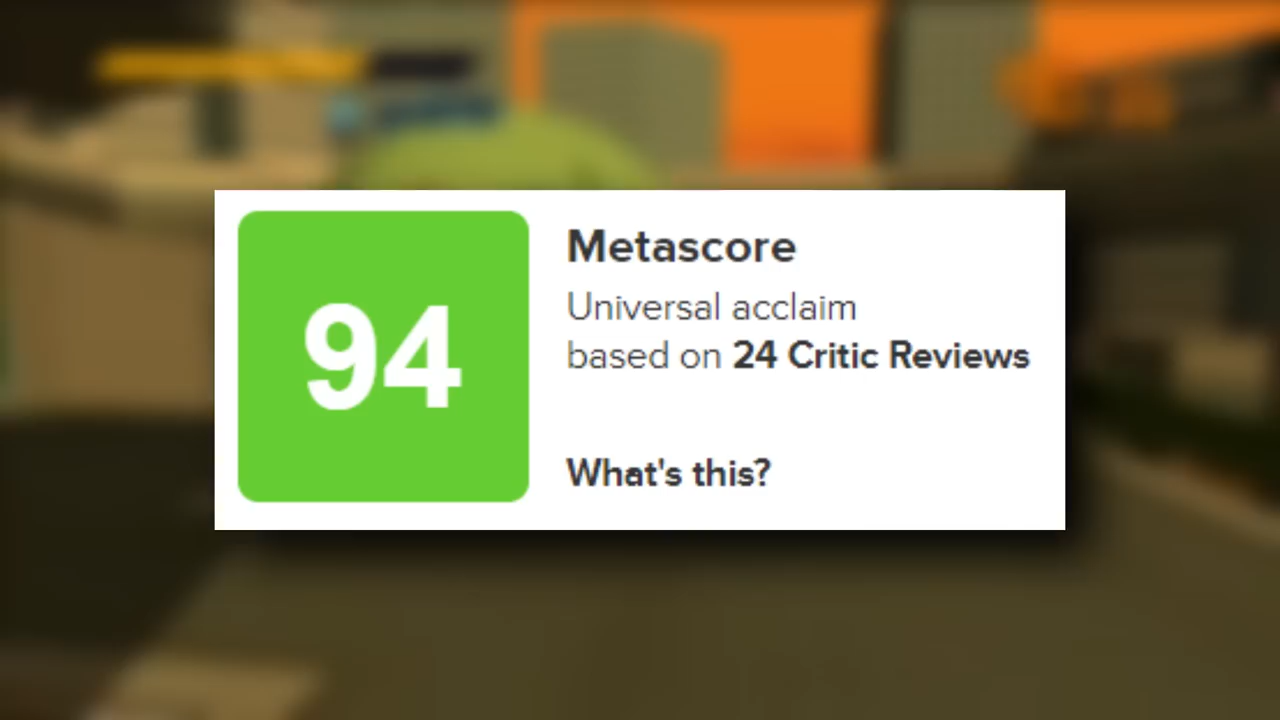 94
Metascore
Universal acclaim
based on 24 Critic Reviews
What's this?